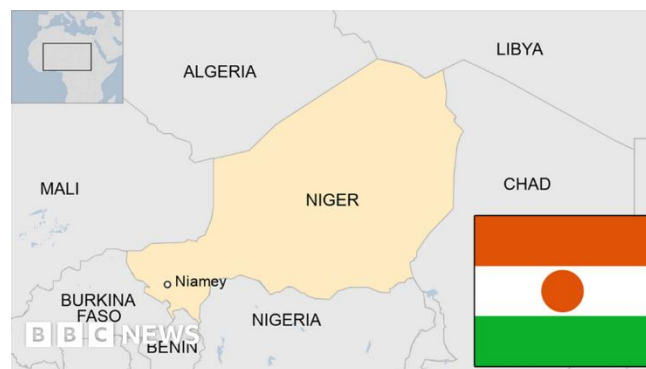 LIBYA
ALGERIA
MALI
NIGER
CHAD
Niamey
BURKINA
FASO
NIGERIA
BENIN
BBC NEWS